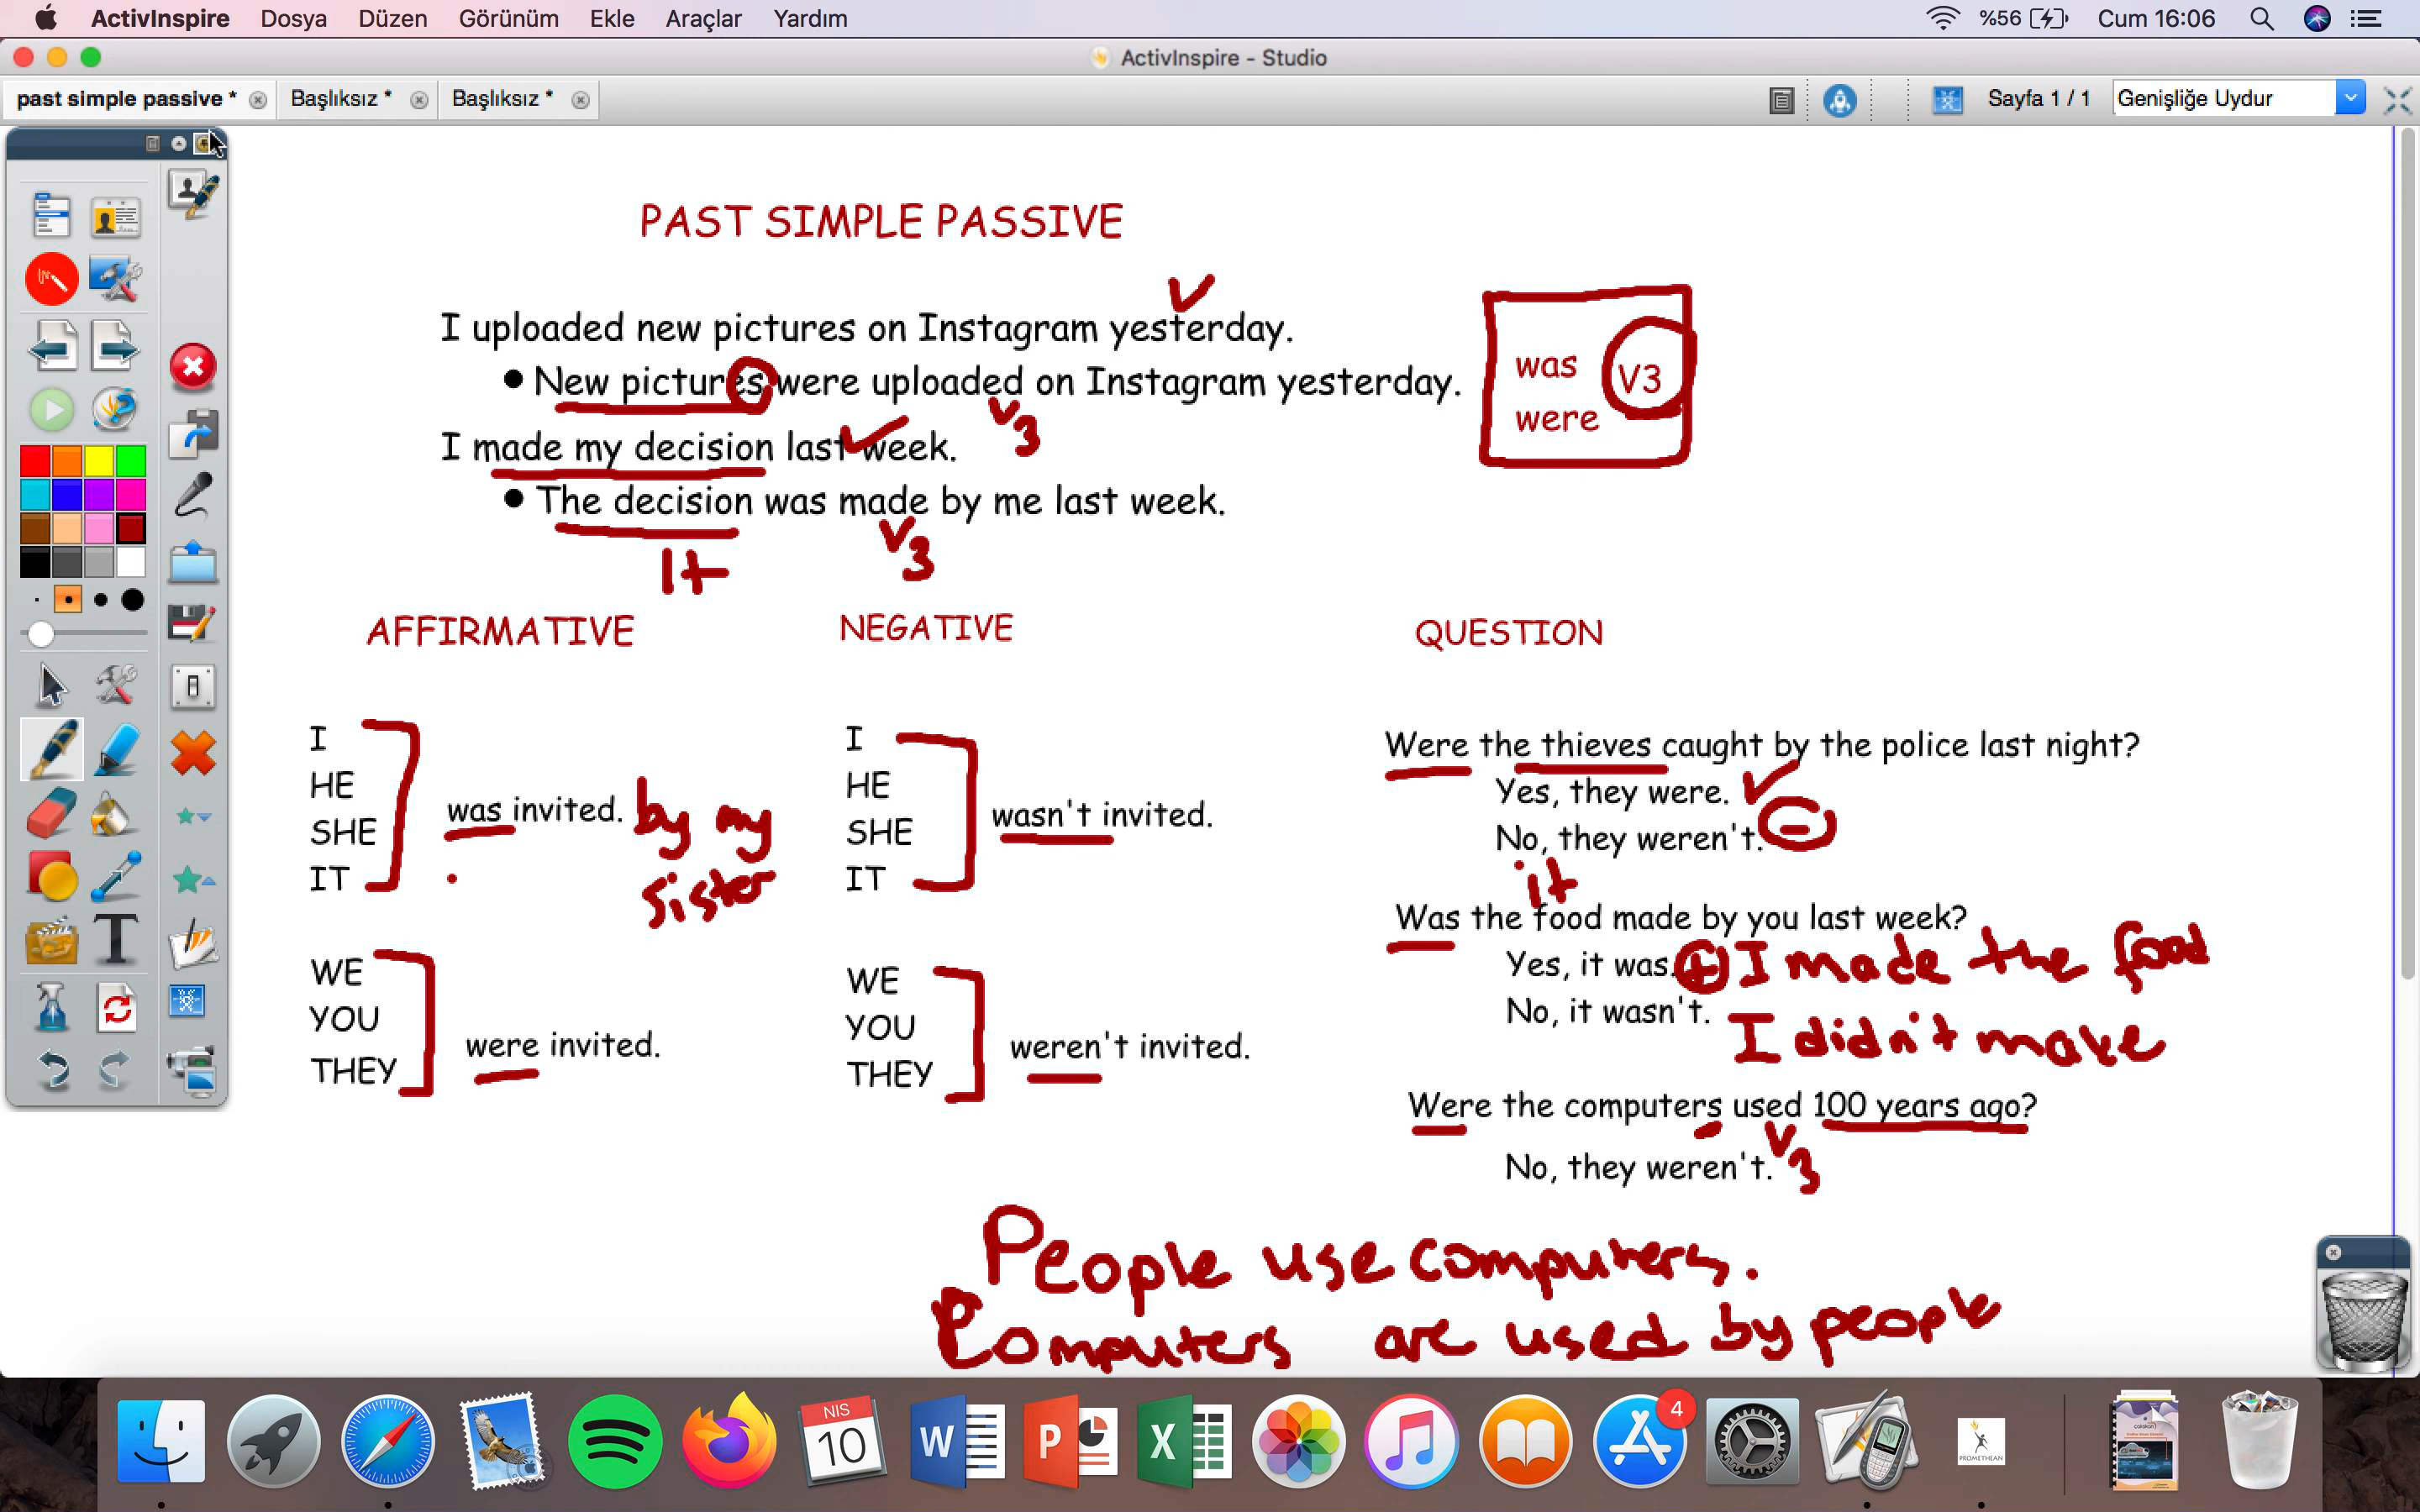 ActivInspire Dosya Düzen Görünüm Ekle Araçlar Yardım %56 Cum 16:06
ActivInspire - Studio
past simple passive * Başlıksız * Başlıksız * Sayfa 1 / 1 Genişliğe Uydur
PAST SIMPLE PASSIVE
I uploaded new pictures on Instagram yesterday.
• New pictures were uploaded on Instagram yesterday.
V3
I made my decision last week.
• The decision was made by me last week.
It V3
was
were
V3
AFFIRMATIVE
I
HE
SHE
IT
was invited. by my
sister
WE
YOU
THEY
were invited.
NEGATIVE
I
HE
SHE
IT
wasn't invited.
WE
YOU
THEY
weren't invited.
QUESTION
Were the thieves caught by the police last night?
Yes, they were.
No, they weren't. -
it
Was the food made by you last week?
Yes, it was. + I made the food
No, it wasn't. I didn't make
Were the computers used 100 years ago?
V3
No, they weren't.
People use computers.
Computers are used by people
T
NIS
10
W
P
X
4
PROMETHEAN